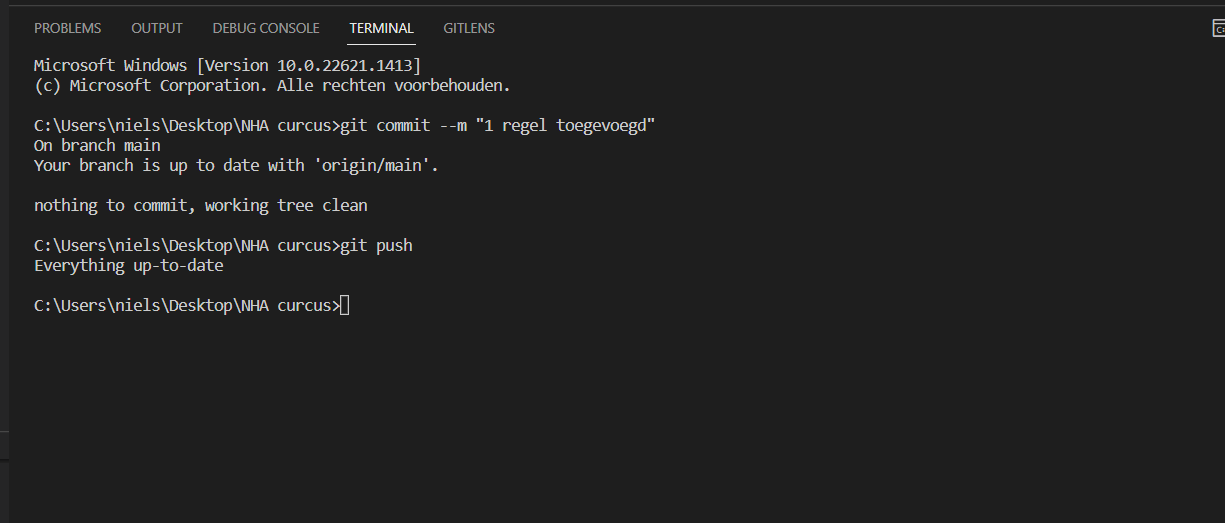 PROBLEMS OUTPUT DEBUG CONSOLE TERMINAL GITLENS
Microsoft Windows [Version 10.0.22621.1413]
(c) Microsoft Corporation. Alle rechten voorbehouden.
C:\Users\niels\Desktop\NHA curcus>git commit --m "1 regel toegevoegd"
On branch main
Your branch is up to date with 'origin/main'.
nothing to commit, working tree clean
C:\Users\niels\Desktop\NHA curcus>git push
Everything up-to-date
C:\Users\niels\Desktop\NHA curcus>